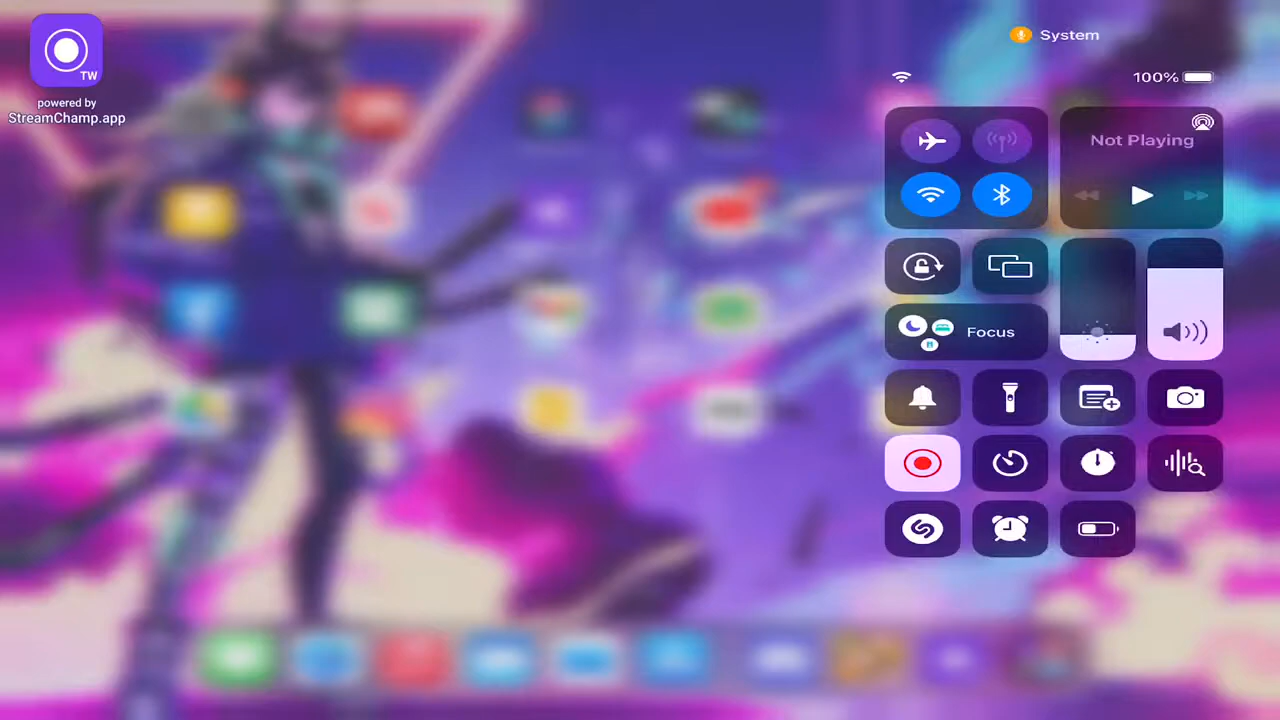 TW
powered by
StreamChamp.app
System
100%
Not Playing
Focus